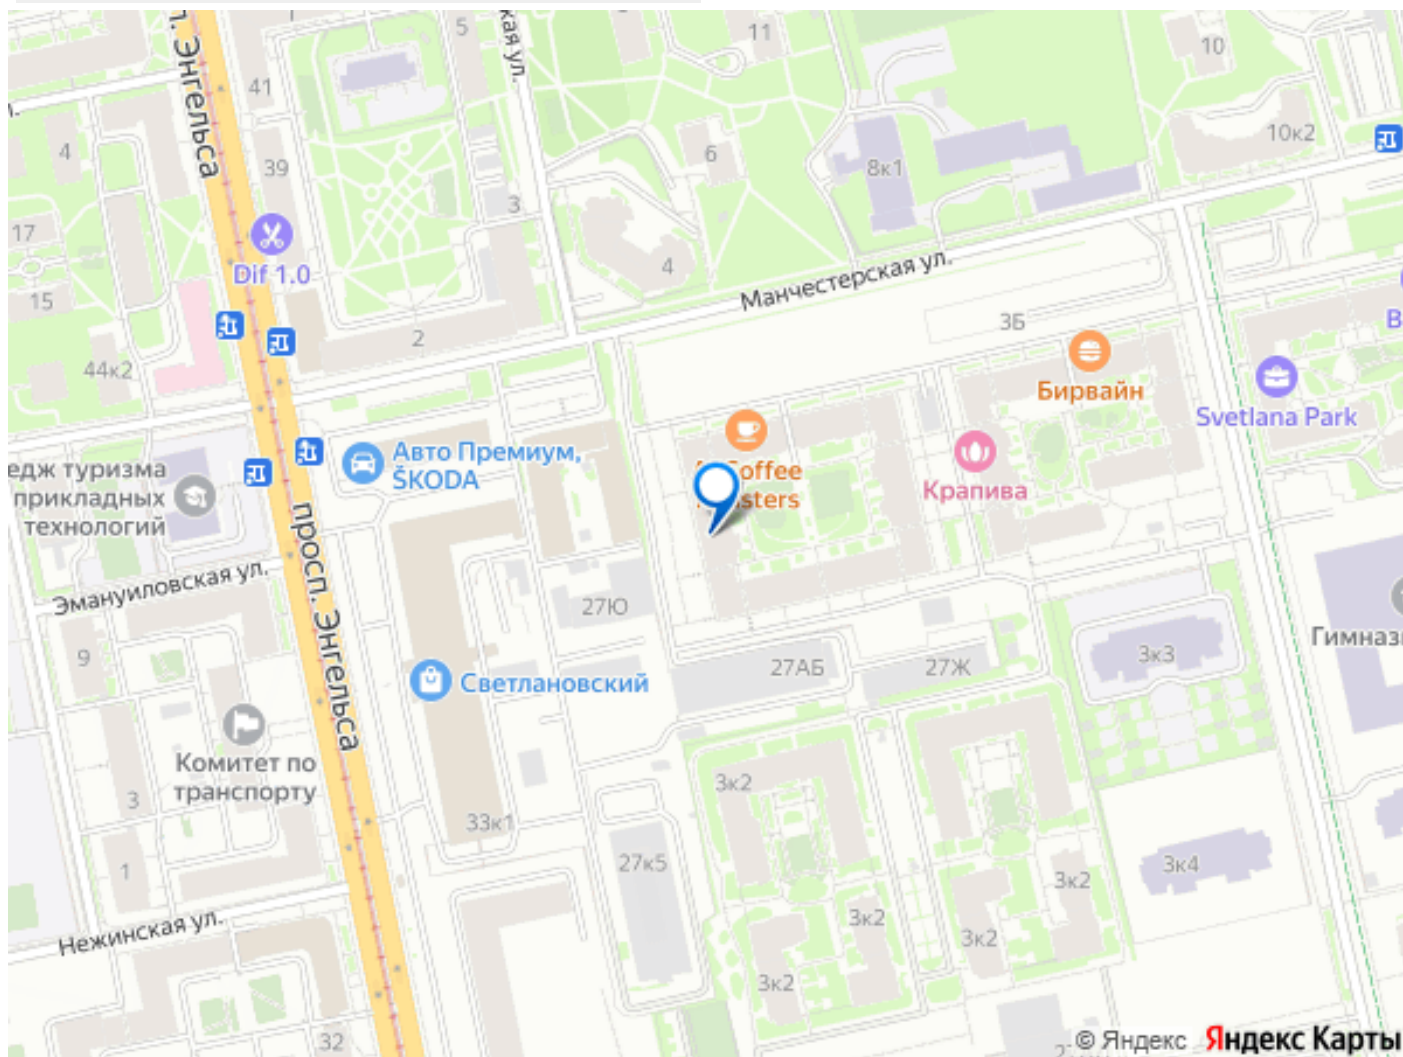 5
11
10
41
кая ул.
4
39
6
8к1
10к2
просп. Энгельса
3
17
Dif 1.0
4
15
Манчестерская ул.
3Б
2
44к2
Бирвайн
Svetlana Park
Авто Премиум,
ŠKODA
Coffee
Крапива
туризма
прикладных
технологий
просп. Энгельса
Эмануиловская ул.
27Ю
9
27АБ
27Ж
3к3
Светлановский
Комитет по
транспорту
3
3к2
33к1
1
27к5
3к2
3к4
3к2
Нежинская ул.
3к2
3к2
32
© Яндекс Яндекс Карты